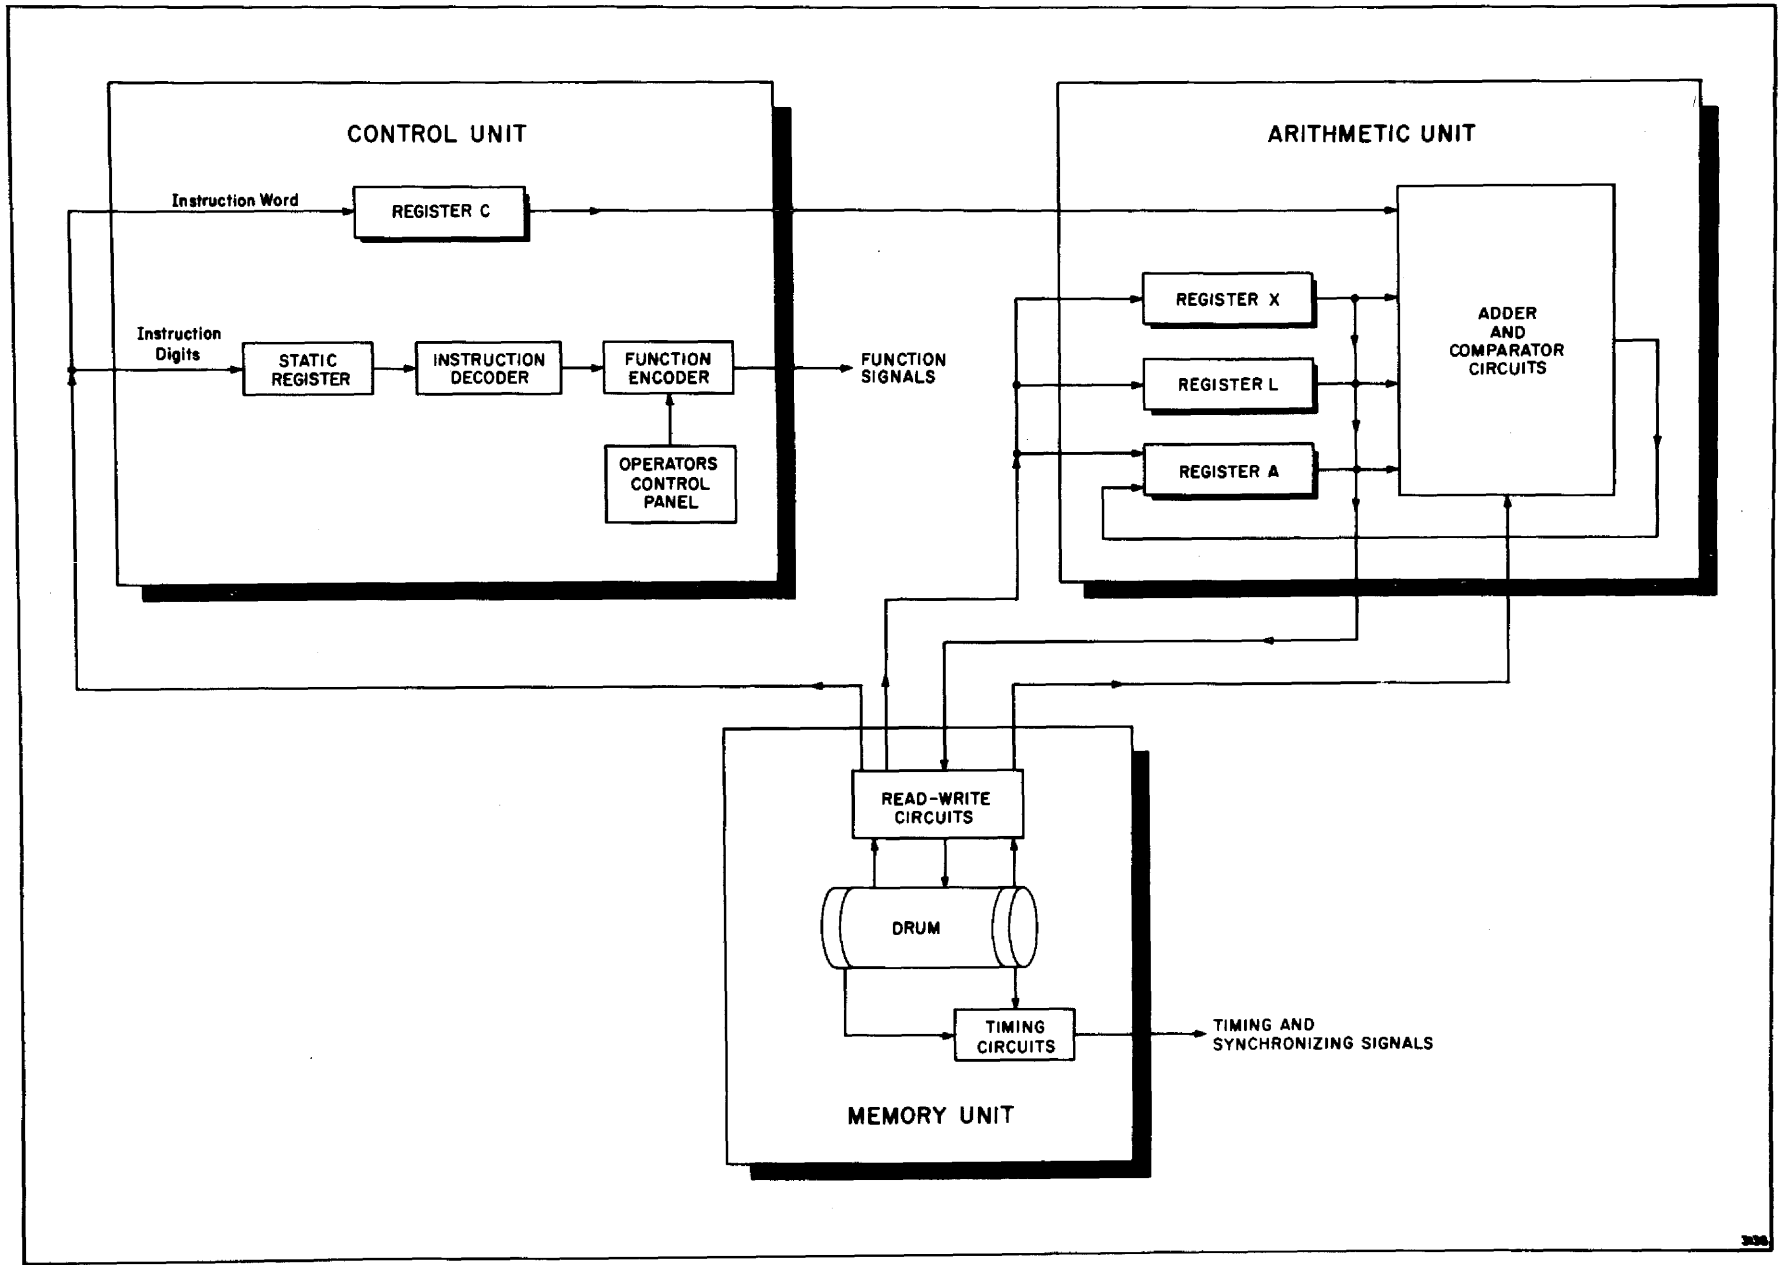 CONTROL UNIT
Instruction Word
REGISTER C
Instruction
Digits
STATIC
REGISTER
INSTRUCTION
DECODER
FUNCTION
ENCODER
FUNCTION
SIGNALS
OPERATORS
CONTROL
PANEL
ARITHMETIC UNIT
REGISTER X
REGISTER L
REGISTER A
ADDER
AND
COMPARATOR
CIRCUITS
READ-WRITE
CIRCUITS
DRUM
TIMING
CIRCUITS
TIMING AND
SYNCHRONIZING SIGNALS
MEMORY UNIT